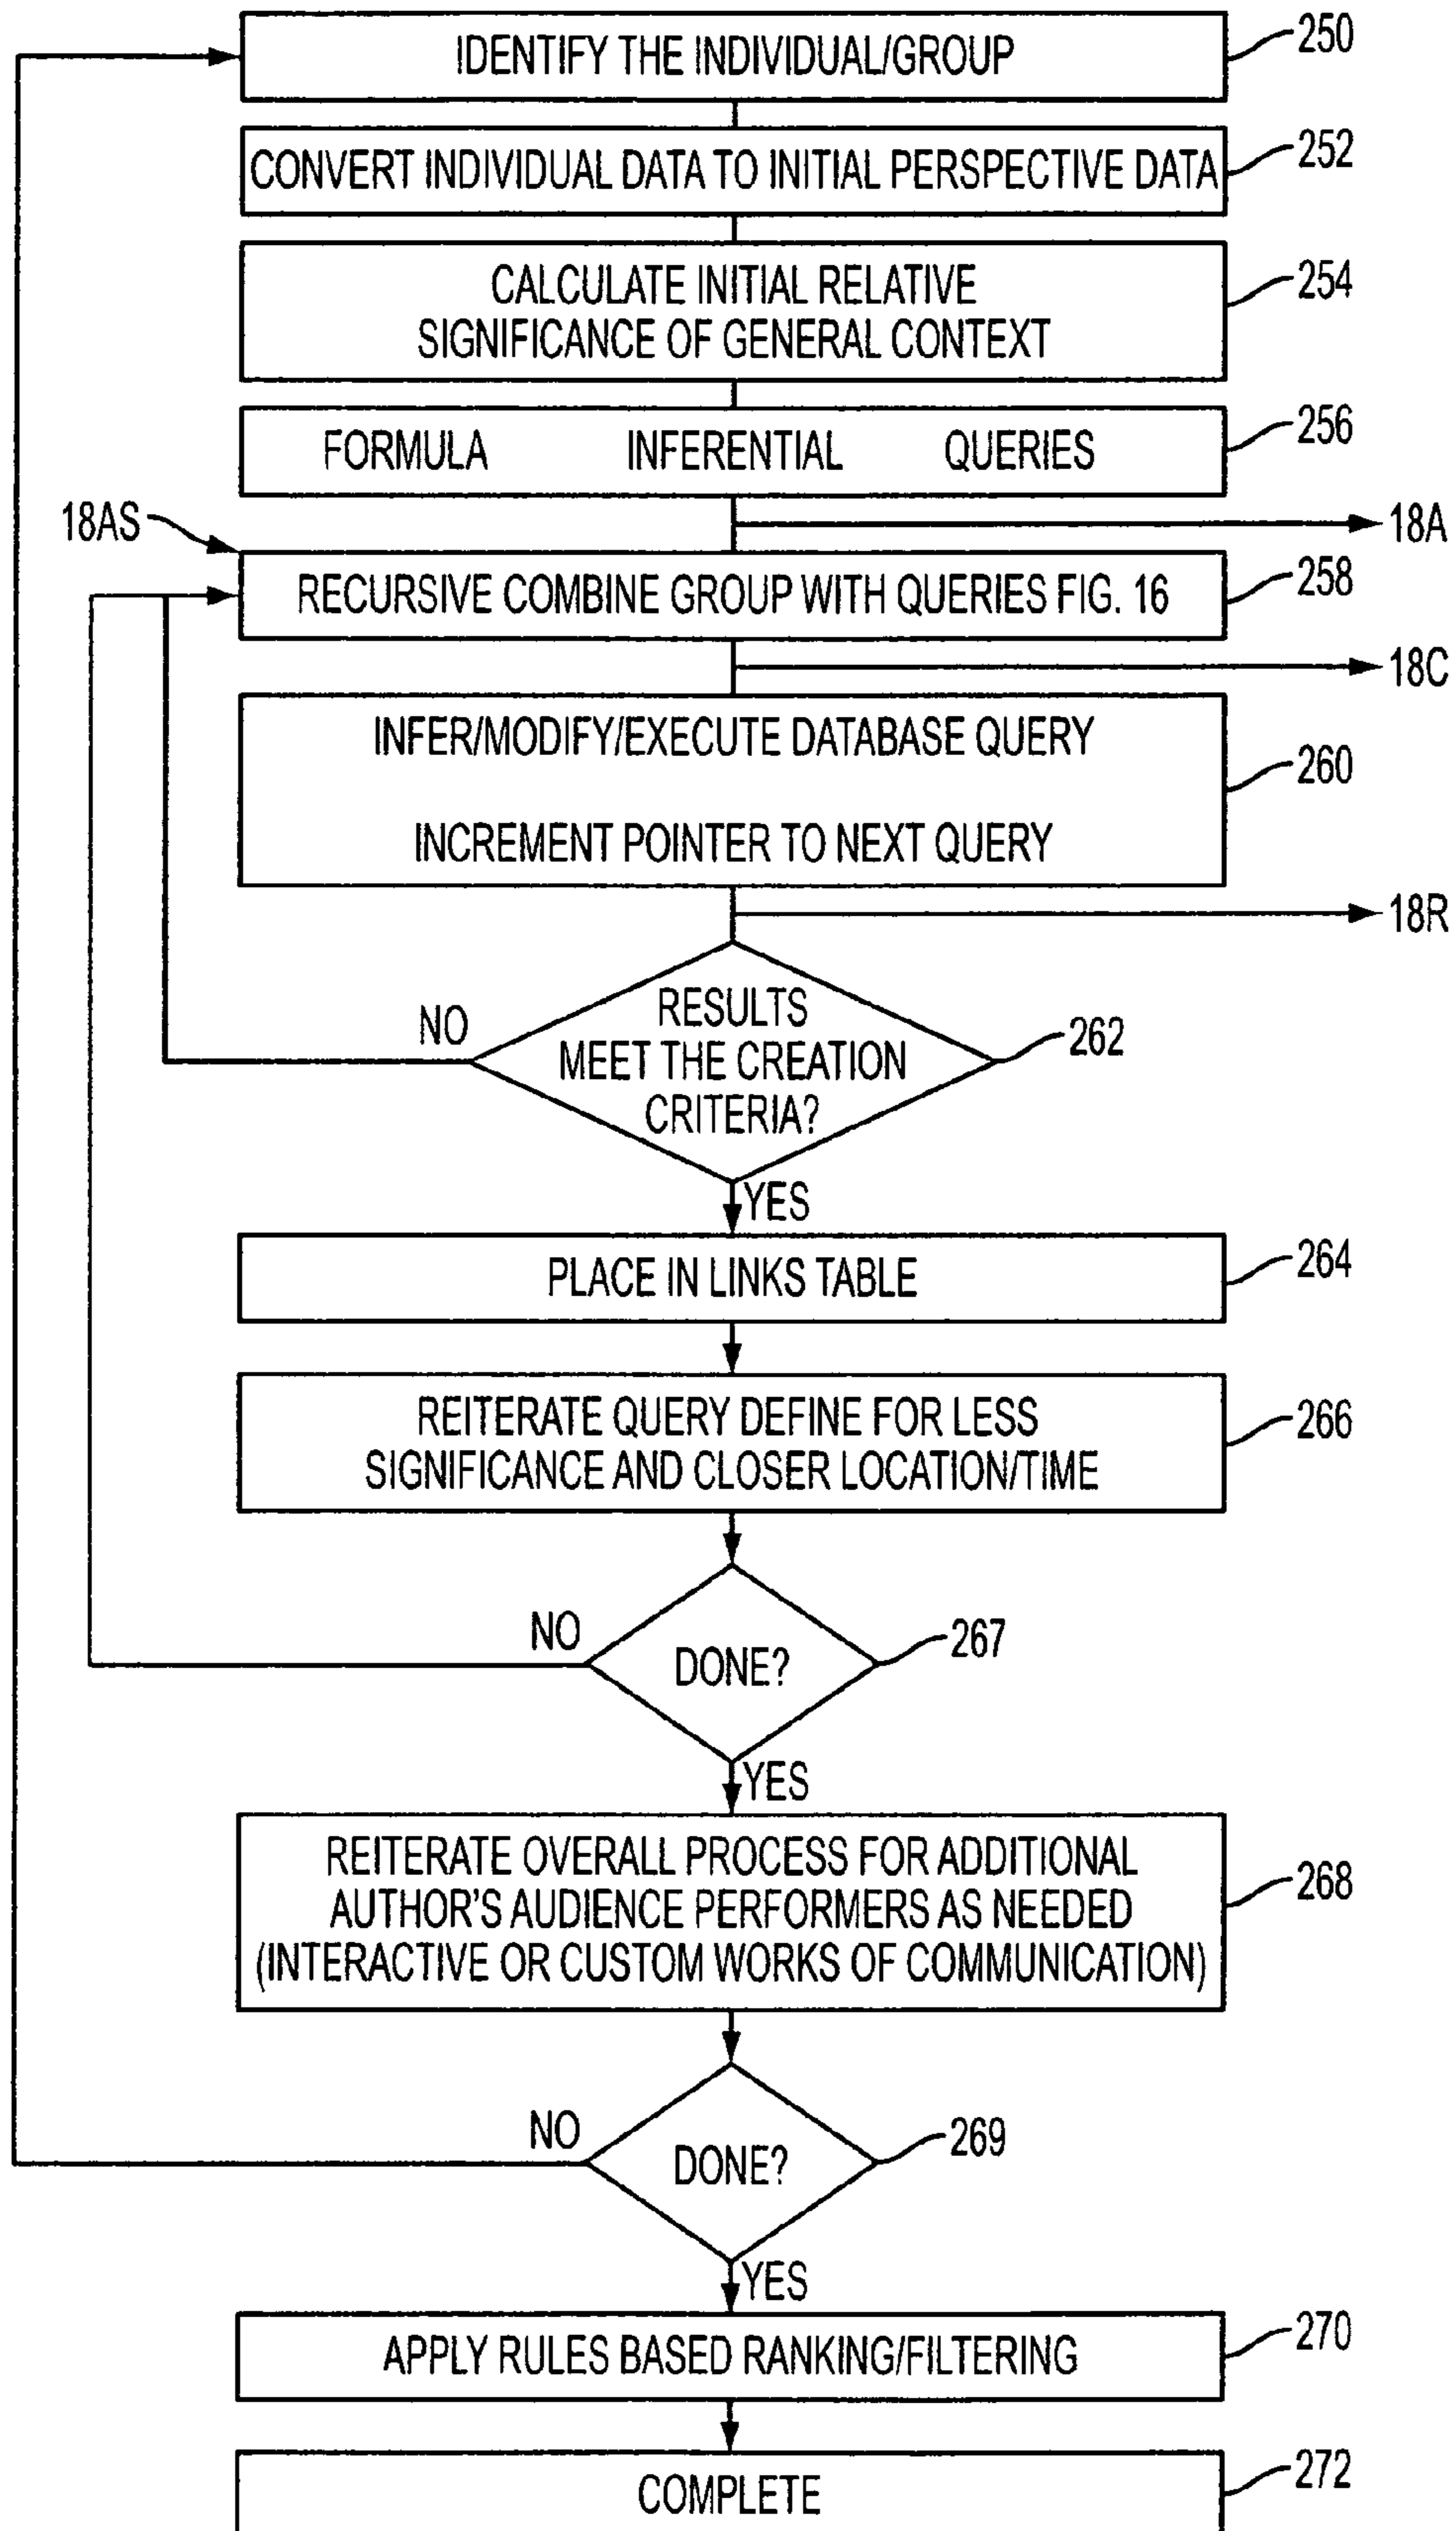 IDENTIFY THE INDIVIDUAL/GROUP
250
CONVERT INDIVIDUAL DATA TO INITIAL PERSPECTIVE DATA
252
CALCULATE INITIAL RELATIVE
SIGNIFICANCE OF GENERAL CONTEXT
254
FORMULA INFERENTIAL QUERIES
256
18AS
18A
RECURSIVE COMBINE GROUP WITH QUERIES FIG. 16
258
18C
INFER/MODIFY/EXECUTE DATABASE QUERY
INCREMENT POINTER TO NEXT QUERY
260
18R
NO
RESULTS
MEET THE CREATION
CRITERIA?
262
YES
PLACE IN LINKS TABLE
264
REITERATE QUERY DEFINE FOR LESS
SIGNIFICANCE AND CLOSER LOCATION/TIME
266
NO
DONE?
267
YES
REITERATE OVERALL PROCESS FOR ADDITIONAL
AUTHOR'S AUDIENCE PERFORMERS AS NEEDED
(INTERACTIVE OR CUSTOM WORKS OF COMMUNICATION)
268
NO
DONE?
269
YES
APPLY RULES BASED RANKING/FILTERING
270
COMPLETE
272